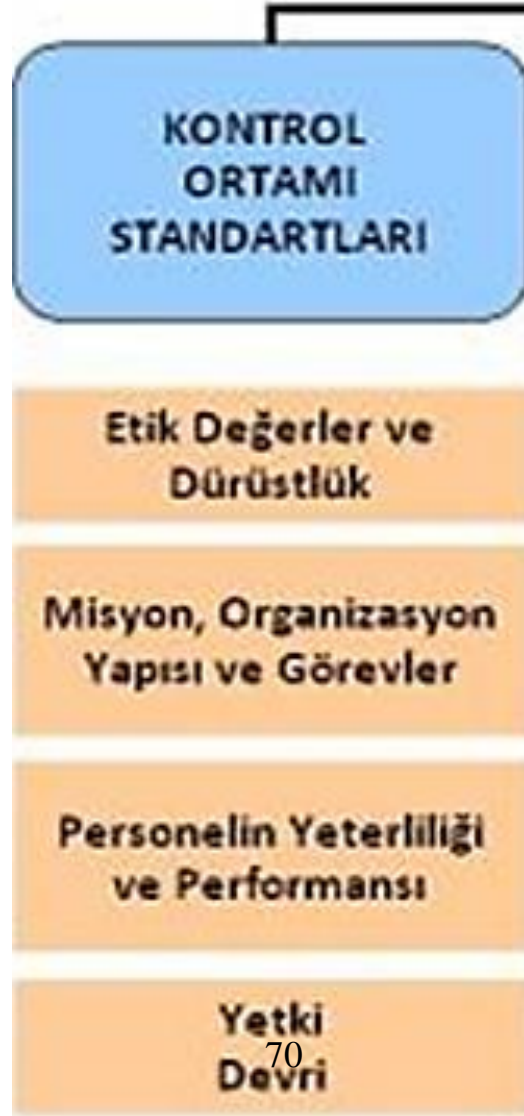 KONTROL
ORTAMI
STANDARTLARI
Etik Değerler ve
Dürüstlük
Misyon, Organizasyon
Yapısı ve Görevler
Personelin Yeterliliği
ve Performansı
Yetki
70
Devri